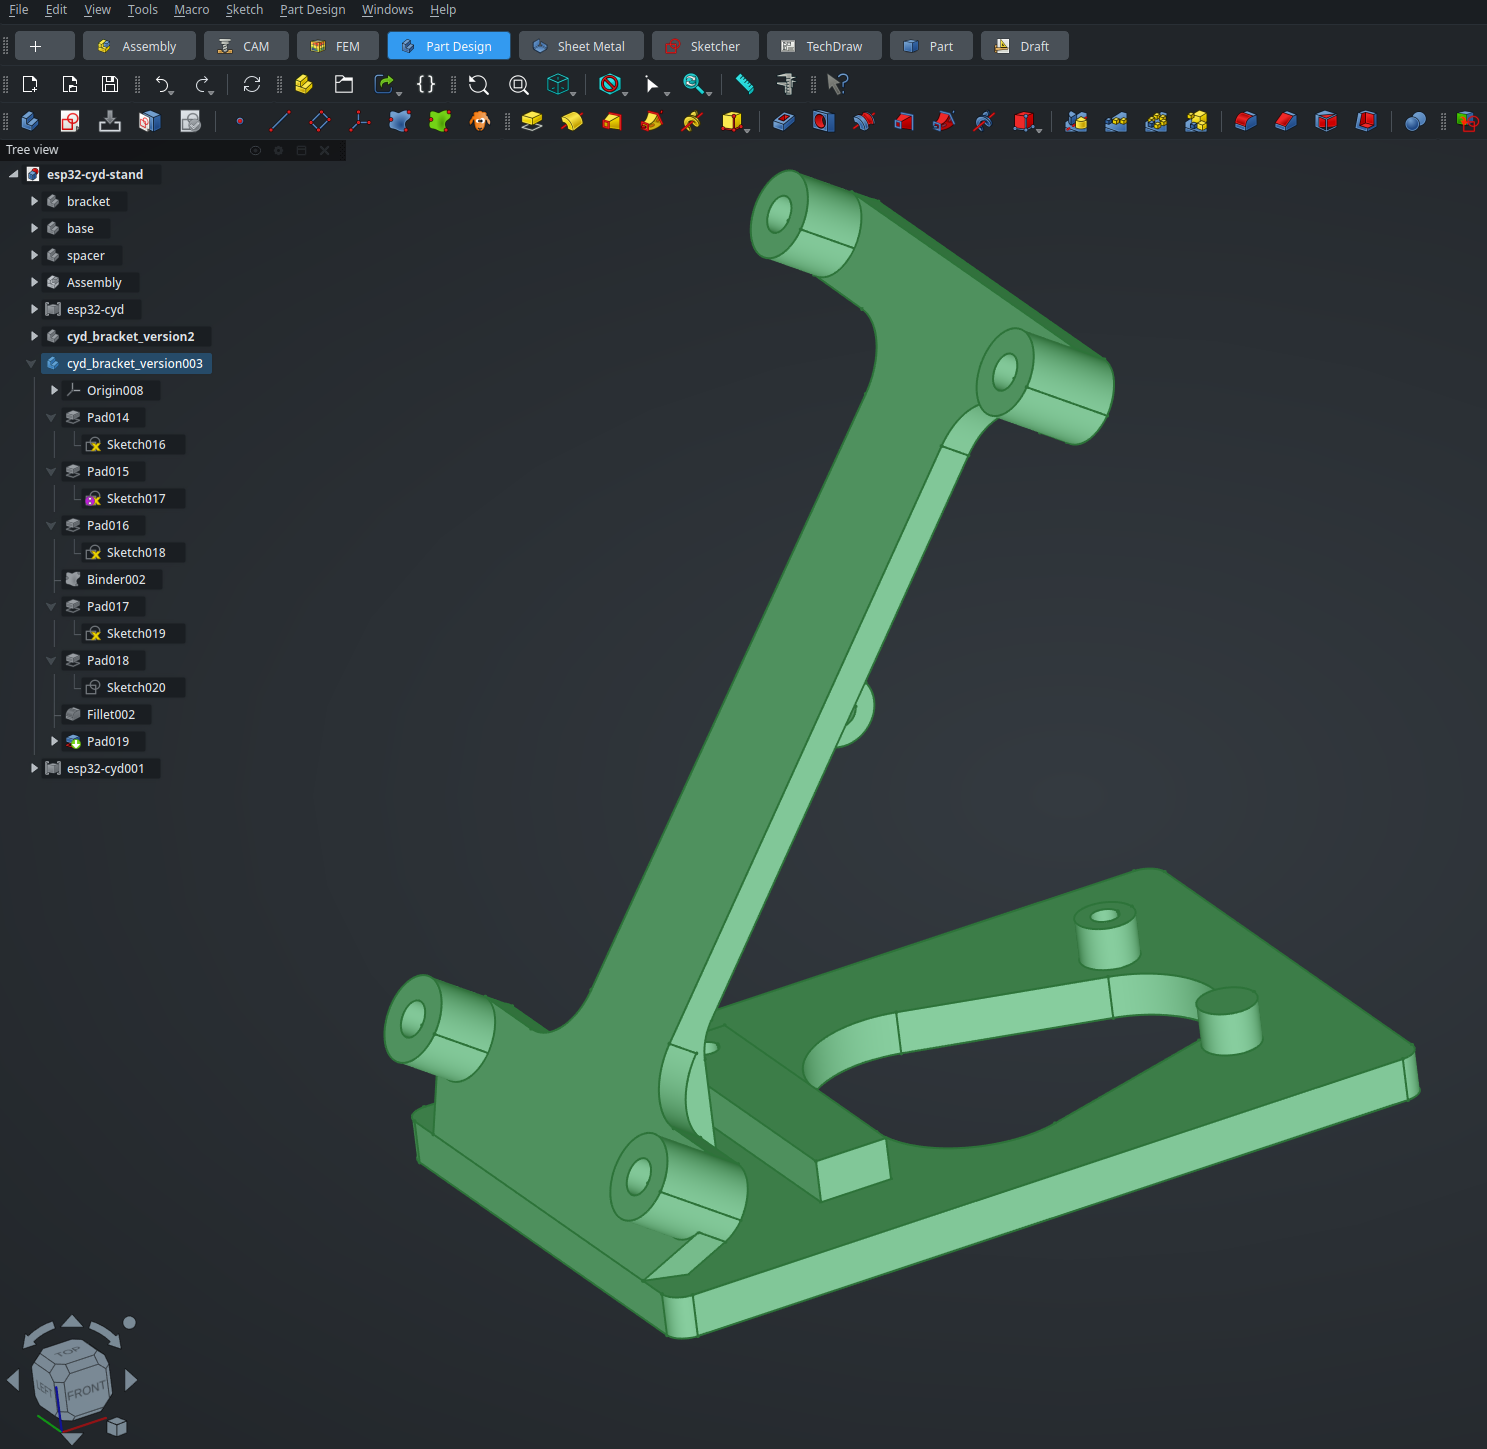 File Edit View Tools Macro Sketch Part Design Windows Help
+ Assembly CAM FEM Part Design Sheet Metal Sketcher TechDraw Part Draft
Tree view
esp32-cyd-stand
bracket
base
spacer
Assembly
esp32-cyd
cyd_bracket_version2
cyd_bracket_version003
Origin008
Pad014
Sketch016
Pad015
Sketch017
Pad016
Sketch018
Binder002
Pad017
Sketch019
Pad018
Sketch020
Fillet002
Pad019
esp32-cyd001
TOP
LEFT FRONT